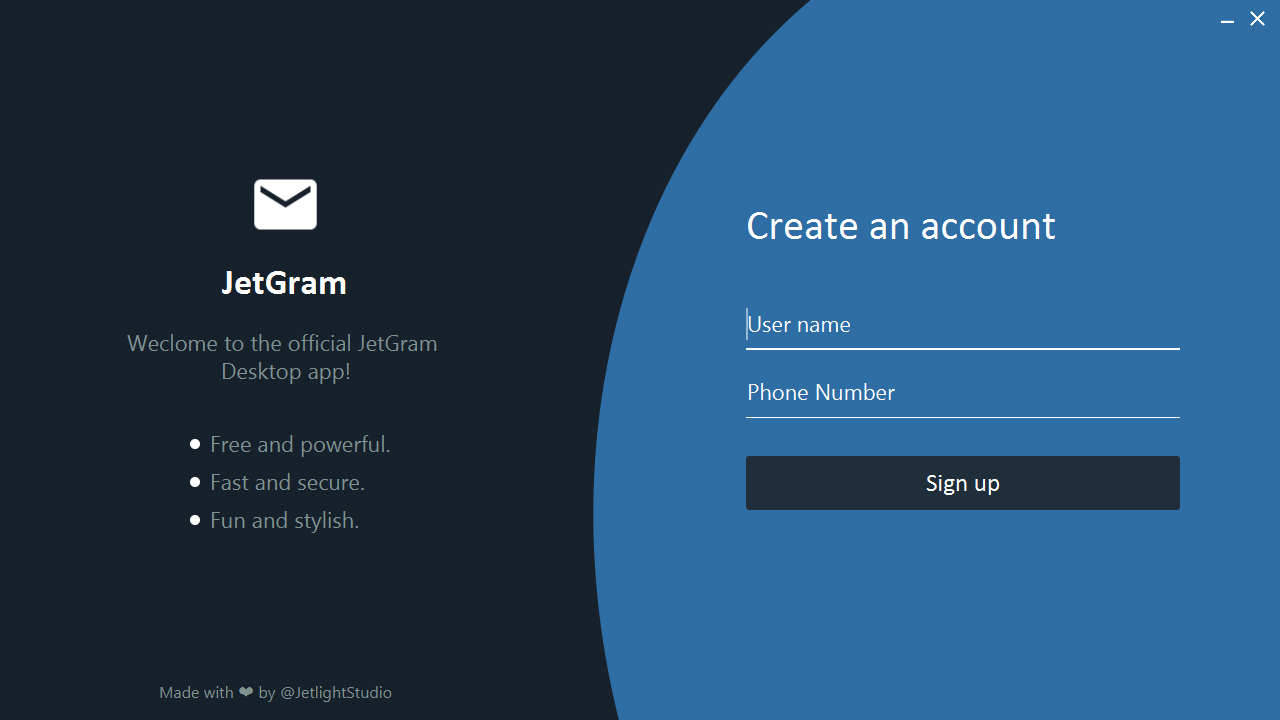 JetGram
Weclome to the official JetGram
Desktop app!
Free and powerful.
Fast and secure.
Fun and stylish.
Made with ❤ by @JetlightStudio
Create an account
User name
Phone Number
Sign up